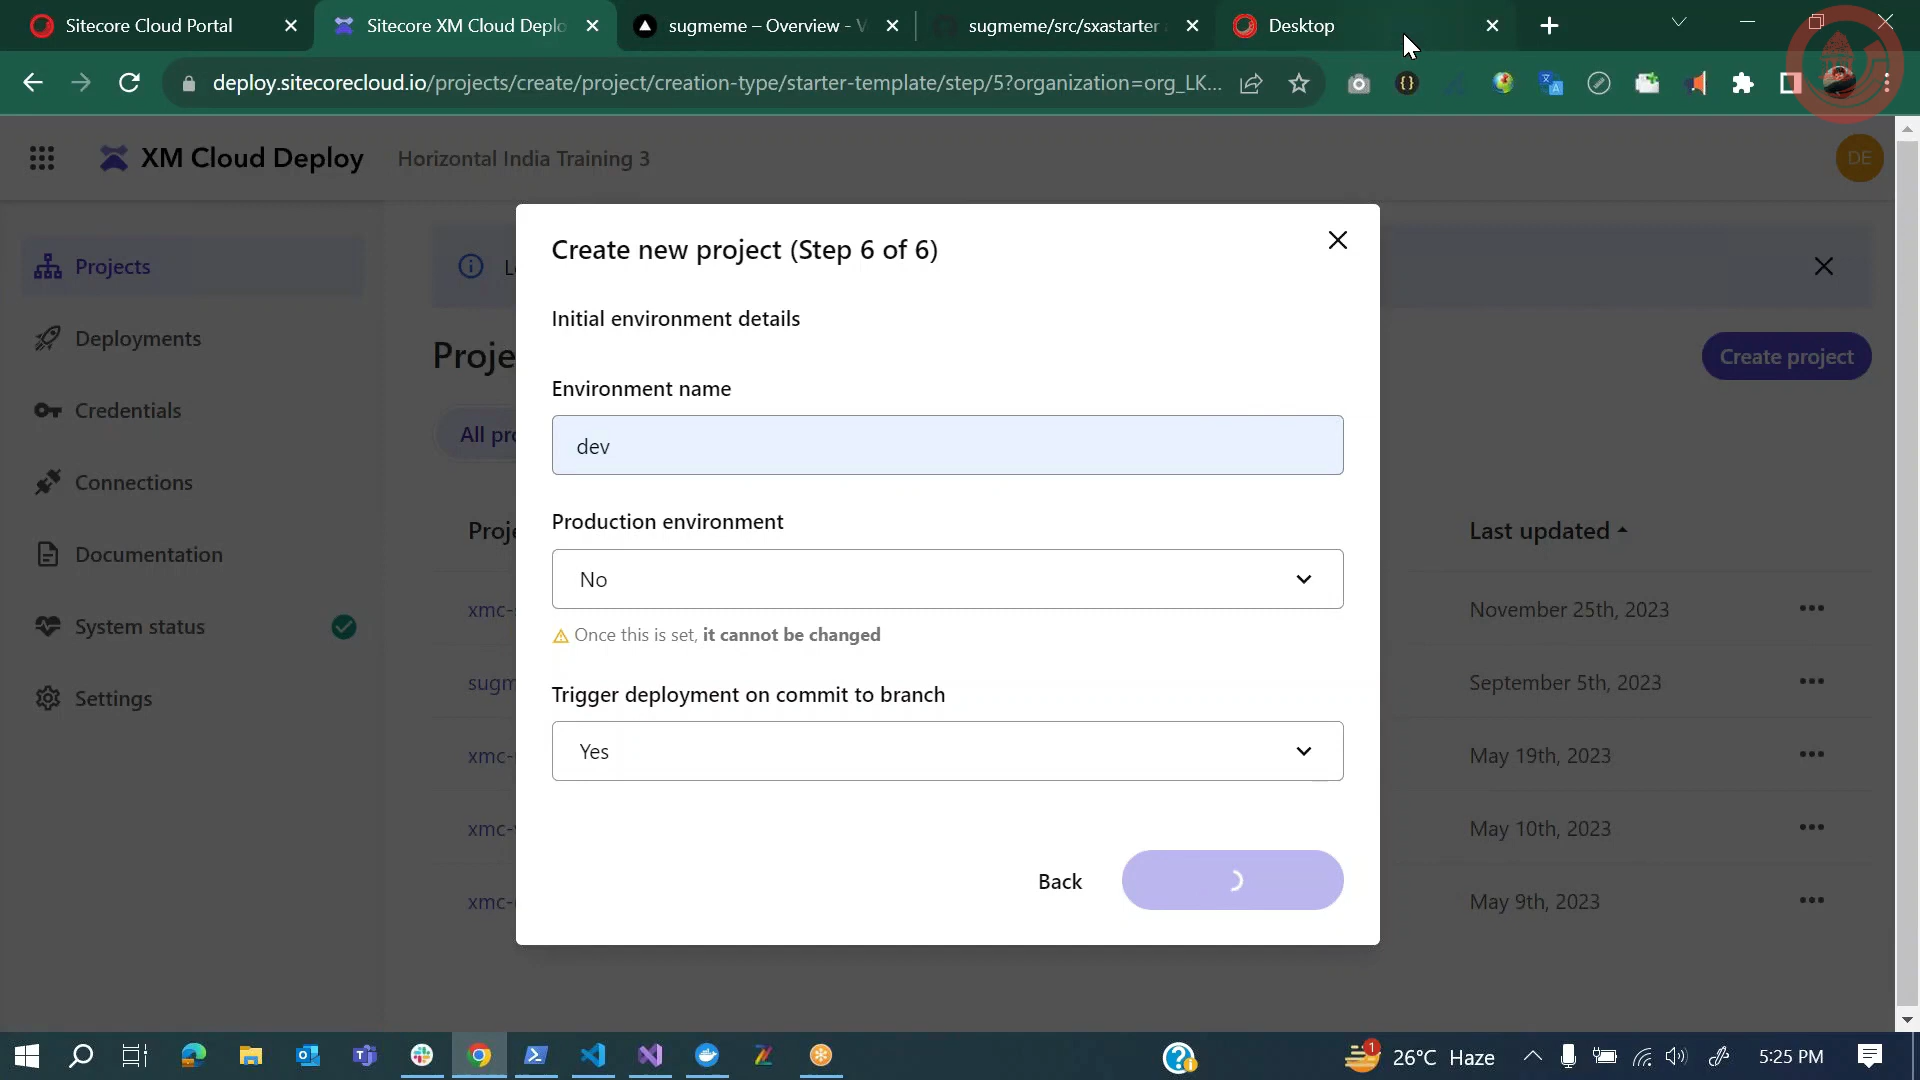 Sitecore Cloud Portal
Sitecore XM Cloud Deplo
sugmeme – Overview - V
sugmeme/src/sxastarter
Desktop
deploy.sitecorecloud.io/projects/create/project/creation-type/starter-template/step/5?organization=org_LK...
XM Cloud Deploy
Horizontal India Training 3
DE
Projects
Deployments
Credentials
Connections
Documentation
System status
Settings
Create project
All pro
Last updated
November 25th, 2023
sugm
September 5th, 2023
xmc-
May 19th, 2023
xmc-
May 10th, 2023
xmc-
May 9th, 2023
Create new project (Step 6 of 6)
Initial environment details
Environment name
dev
Production environment
No
Once this is set, it cannot be changed
Trigger deployment on commit to branch
Yes
Back
1
26°C Haze
5:25 PM